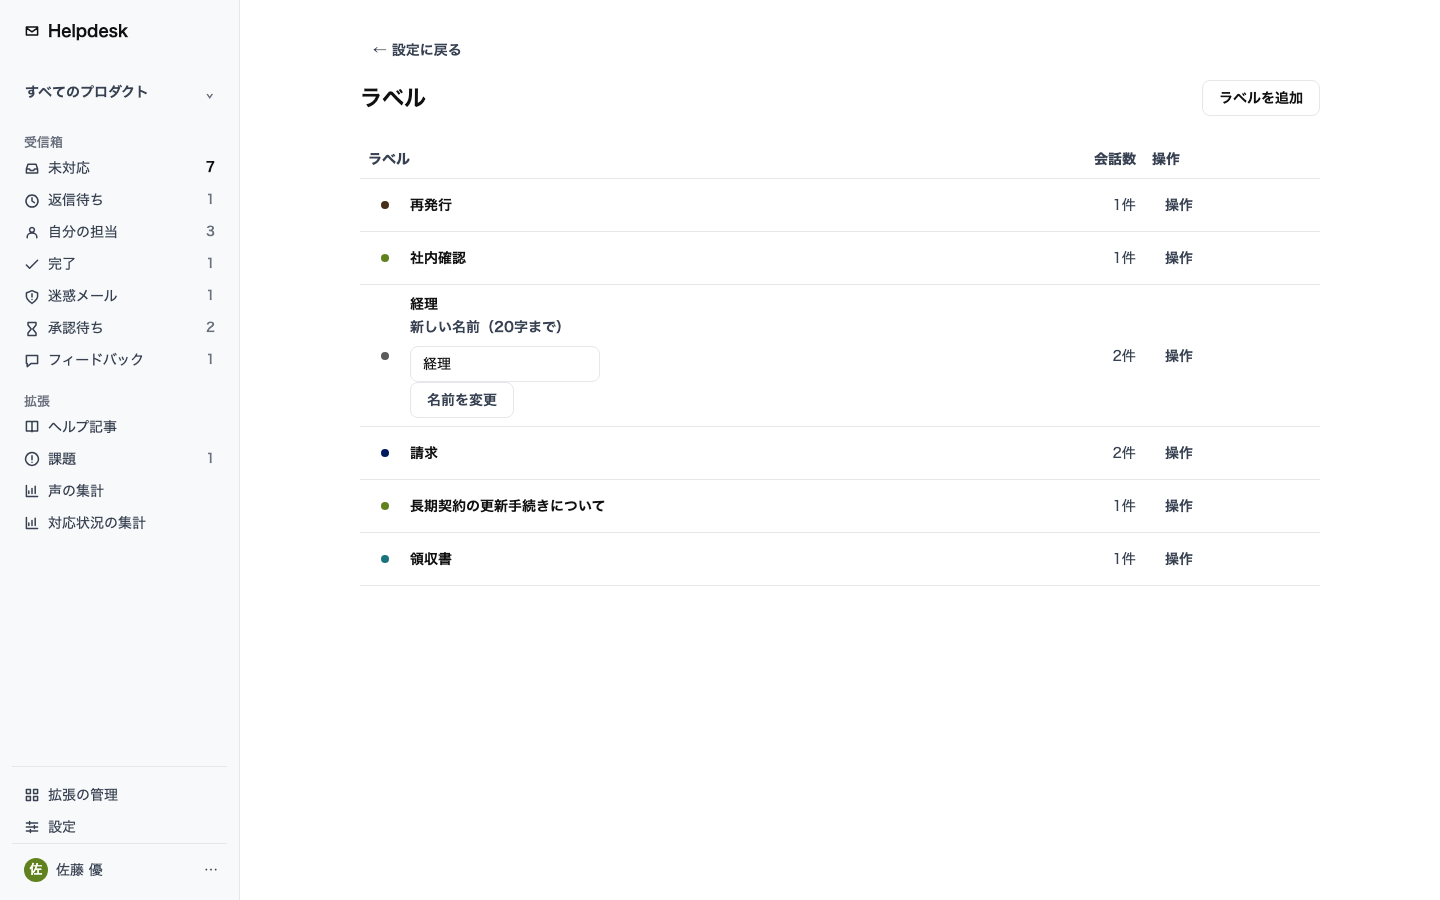 Helpdesk
すべてのプロダクト
受信箱
未対応 7
返信待ち 1
自分の担当 3
完了 1
迷惑メール 1
承認待ち 2
フィードバック 1
拡張
ヘルプ記事
課題 1
声の集計
対応状況の集計
拡張の管理
設定
佐 佐藤 優 …
← 設定に戻る
ラベル ラベルを追加
ラベル 会話数 操作
再発行 1件 操作
社内確認 1件 操作
経理
新しい名前（20字まで）
経理 2件 操作
名前を変更
請求 2件 操作
長期契約の更新手続きについて 1件 操作
領収書 1件 操作